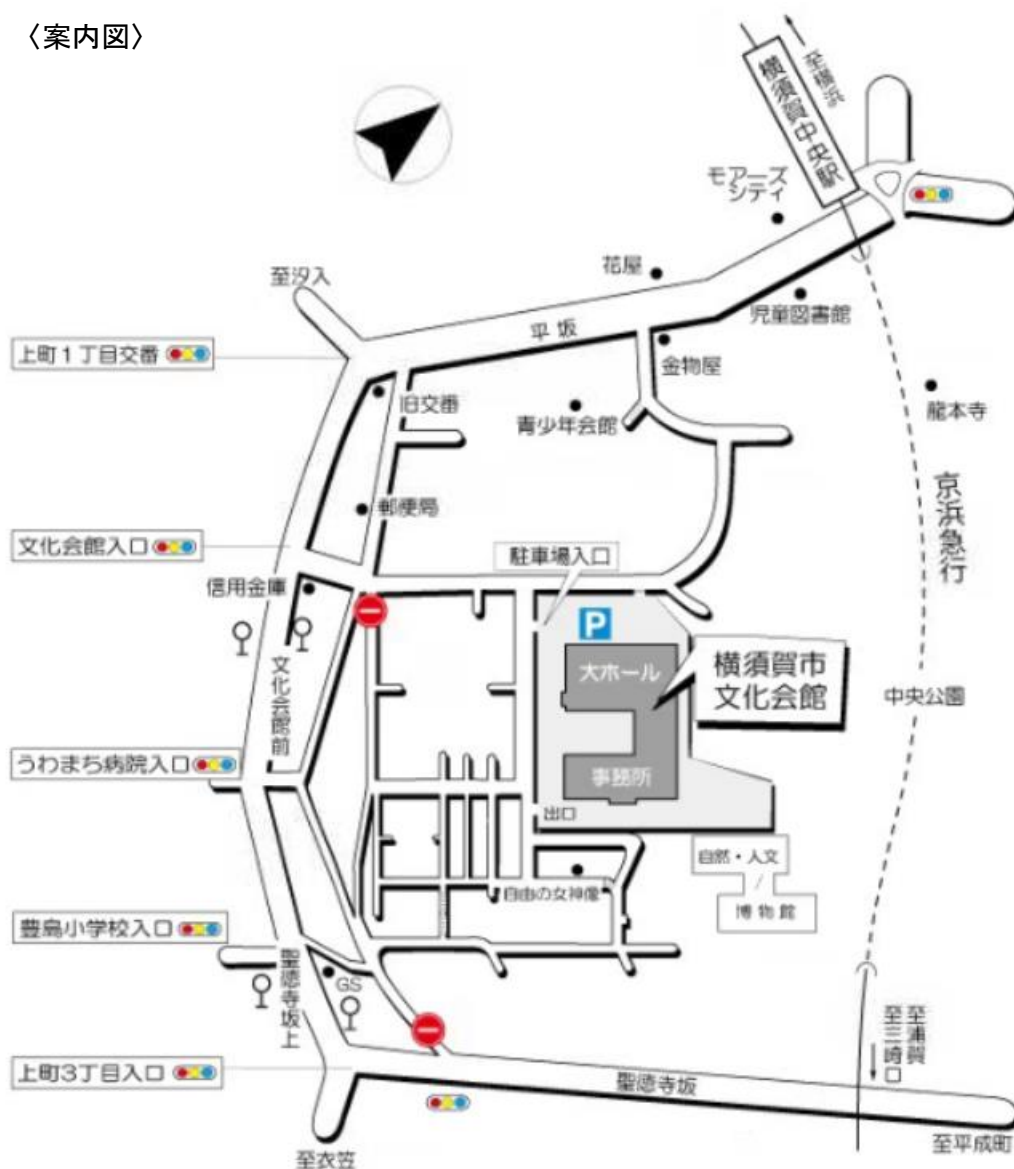 〈案内図〉
至横浜
横須賀中央駅
モアーズ
シティ
花屋
至汐入
児童図書館
平坂
上町1丁目交番
金物屋
旧交番
青少年会館
龍本寺
郵便局
京浜急行
文化会館入口
駐車場入口
信用金庫
P
大ホール
横須賀市
文化会館
文化会館前
中央公園
うわまち病院入口
事務所
出口
自然・人文
博物館
自由の女神像
豊島小学校入口
聖徳寺坂上
GS
至浦賀
至三崎口
上町3丁目入口
聖徳寺坂
至平成町
至衣笠